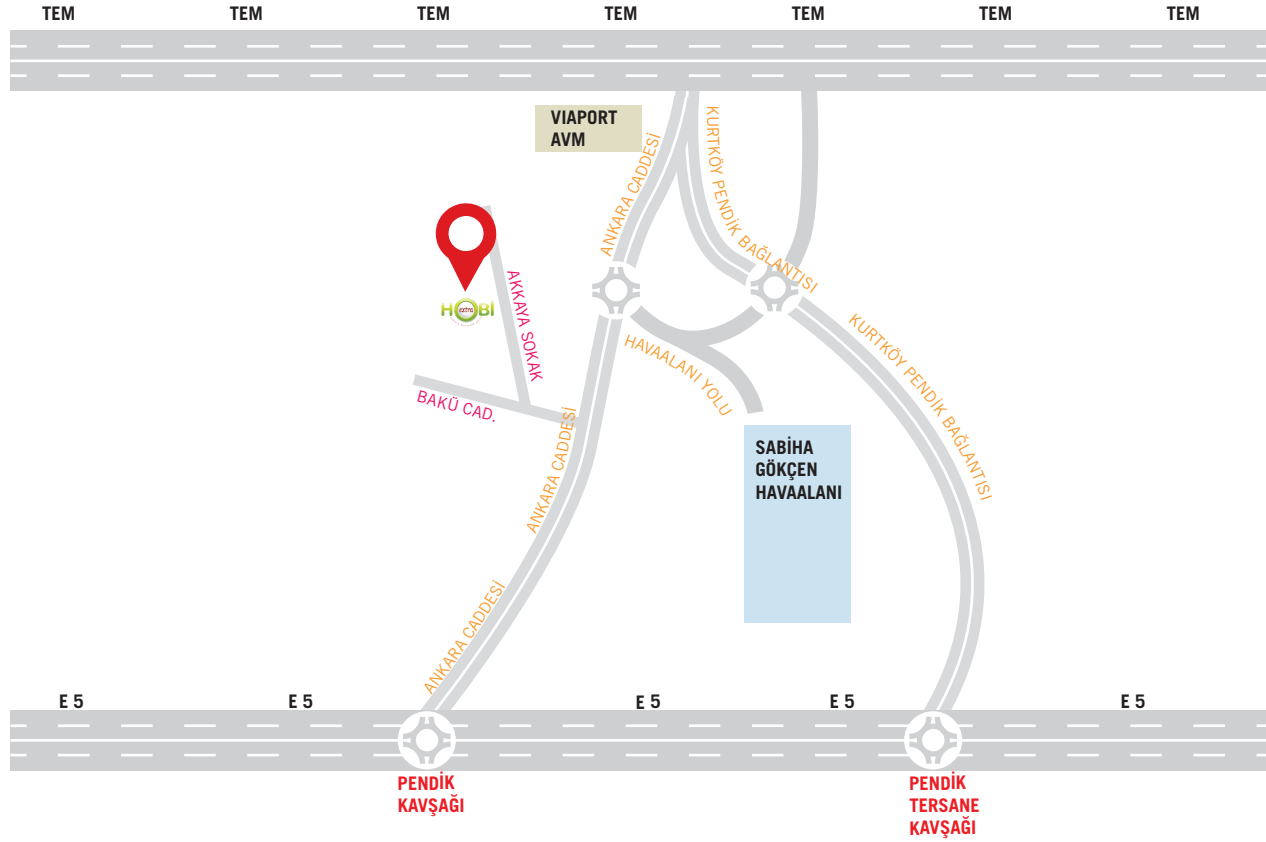 TEM TEM TEM TEM TEM TEM TEM
VIAPORT
AVM
ANKARA CADDESİ
KURTKÖY PENDİK BAĞLANTISI
AKKAYA SOKAK
HOBİ
extra
HAVAALANI YOLU
KURTKÖY PENDİK BAĞLANTISI
BAKÜ CAD.
ANKARA CADDESİ
SABİHA
GÖKÇEN
HAVAALANI
ANKARA CADDESİ
E 5 E 5 E 5 E 5 E 5
PENDİK
KAVŞAĞI
PENDİK
TERSANE
KAVŞAĞI